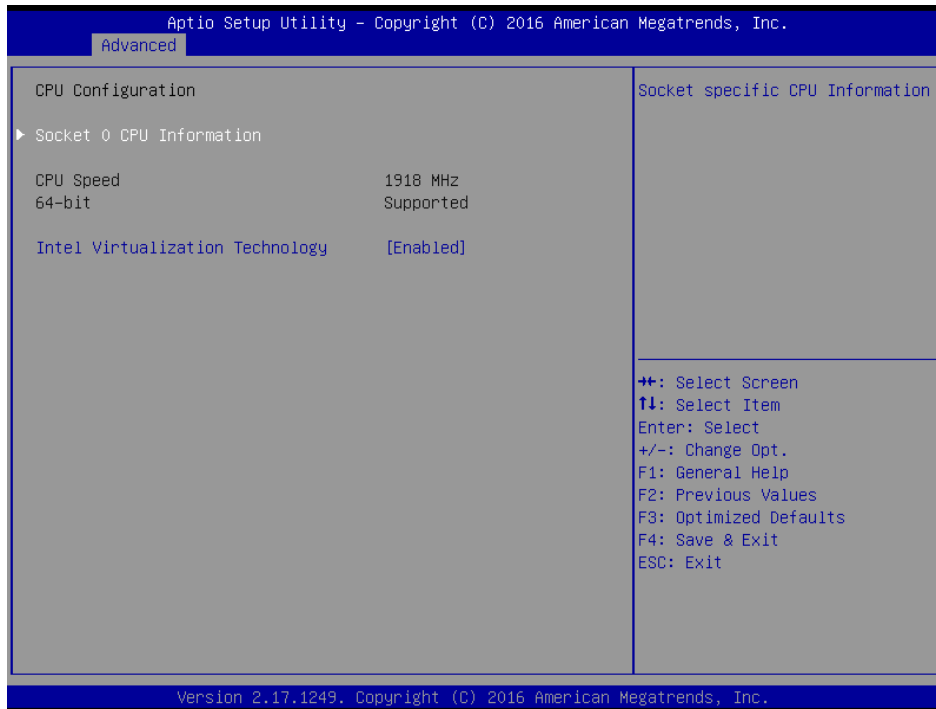 Aptio Setup Utility – Copyright (C) 2016 American Megatrends, Inc.
Advanced
CPU Configuration
Socket 0 CPU Information
CPU Speed 1918 MHz
64-bit Supported
Intel Virtualization Technology [Enabled]
Socket specific CPU Information
→←: Select Screen
↑↓: Select Item
Enter: Select
+/-: Change Opt.
F1: General Help
F2: Previous Values
F3: Optimized Defaults
F4: Save & Exit
ESC: Exit
Version 2.17.1249. Copyright (C) 2016 American Megatrends, Inc.